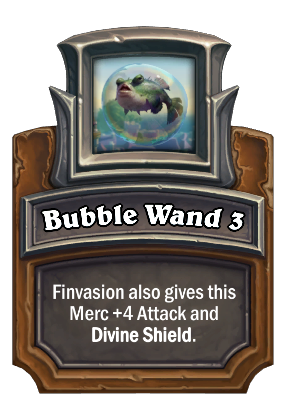 Bubble Wand 3
Finvasion also gives this
Merc +4 Attack and
Divine Shield.